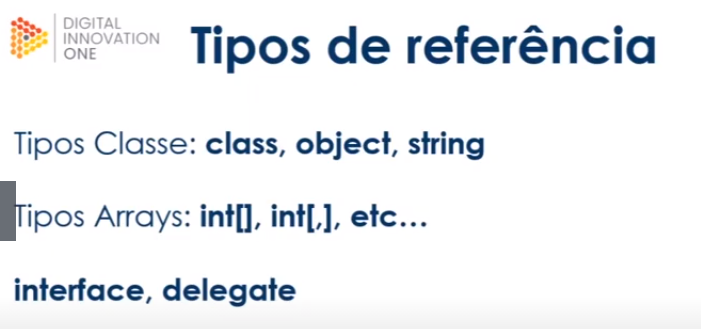 DIGITAL
INNOVATION
ONE
Tipos de referência
Tipos Classe: class, object, string
Tipos Arrays: int[], int[,], etc...
interface, delegate